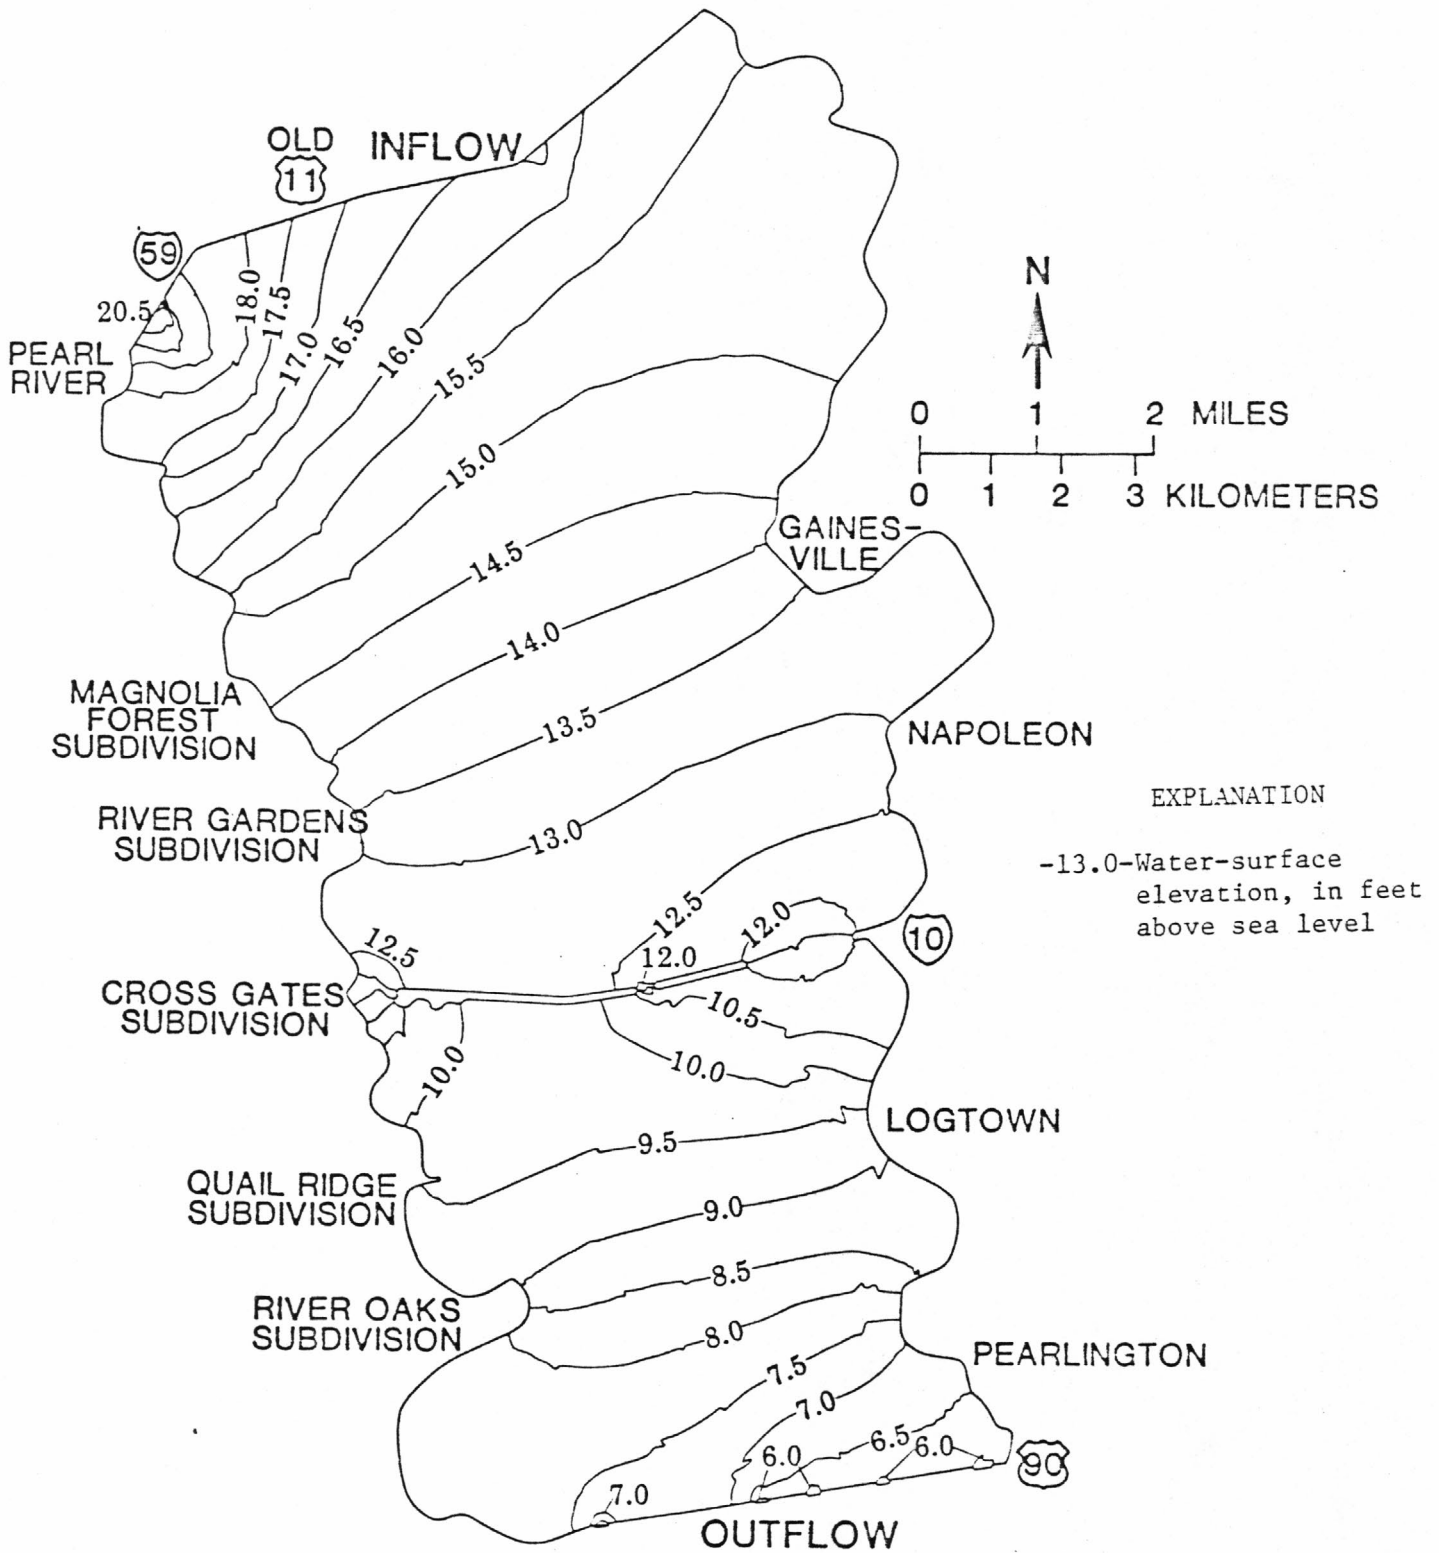 OLD
11
INFLOW
59
20.5
18.0
17.5
17.0
16.5
16.0
15.5
PEARL
RIVER
N
0 1 2 MILES
0 1 2 3 KILOMETERS
15.0
GAINES-
VILLE
14.5
14.0
MAGNOLIA
FOREST
SUBDIVISION
13.5
NAPOLEON
EXPLANATION
-13.0-Water-surface
elevation, in feet
above sea level
RIVER GARDENS
SUBDIVISION
13.0
12.5
12.0
10
12.5
12.0
CROSS GATES
SUBDIVISION
10.5
10.0
10.0
LOGTOWN
9.5
QUAIL RIDGE
SUBDIVISION
9.0
8.5
RIVER OAKS
SUBDIVISION
8.0
PEARLINGTON
7.5
7.0
6.5
6.0
6.0
90
7.0
OUTFLOW